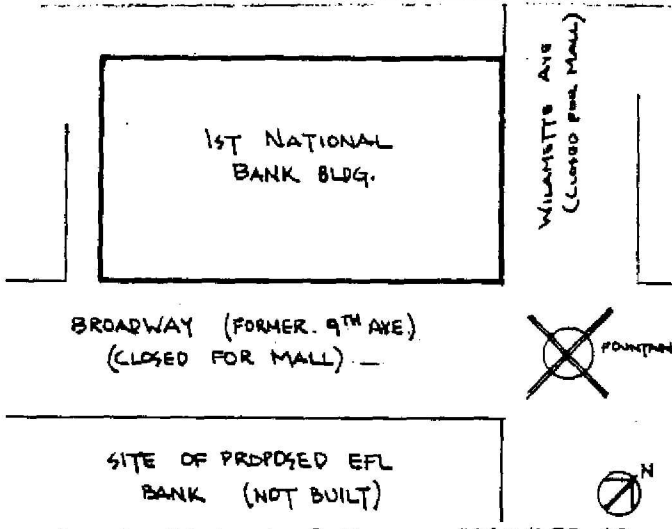 1ST NATIONAL
BANK BLDG.
WILAMETTE AVE
(CLOSED FOR MALL)
BROADWAY (FORMER. 9TH AVE.)
(CLOSED FOR MALL)
FOUNTAIN
SITE OF PROPOSED EFL
BANK (NOT BUILT)
N